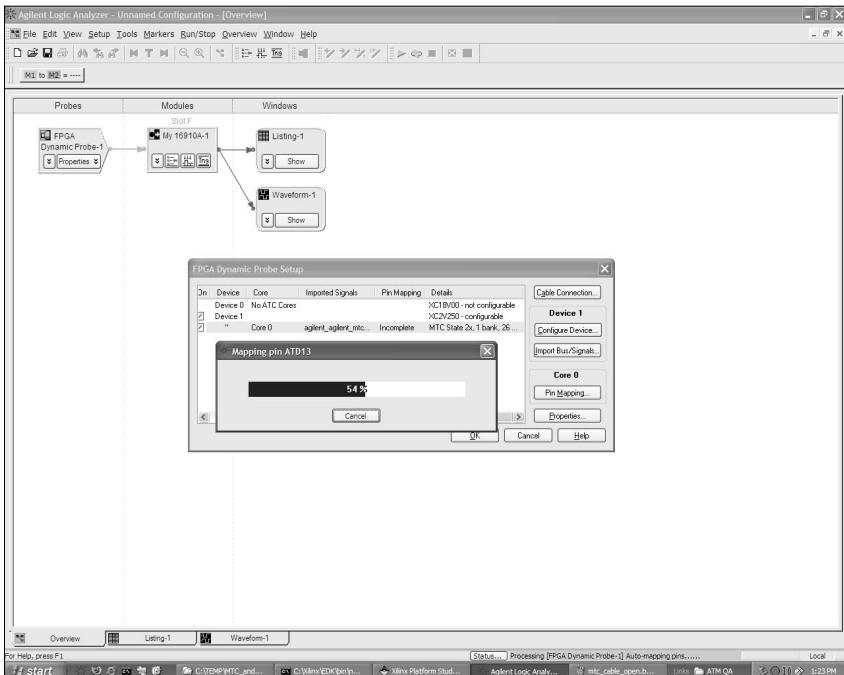 Agilent Logic Analyzer - Unnamed Configuration - [Overview]
File Edit View Setup Tools Markers Run/Stop Overview Window Help
M1 to M2 = ----
Probes Modules Windows
Slot F
FPGA
Dynamic Probe-1
Properties
My 16910A-1
Listing-1
Show
Waveform-1
Show
FPGA Dynamic Probe Setup
On Device Core Imported Signals Pin Mapping Details
Device 0 No ATC Cores XC18V00 - not configurable
Device 1 XC2V250 - configurable
" Core 0 agilent_agilent_mtc... Incomplete MTC State 2x, 1 bank, 26 ...
Cable Connection...
Device 1
Configure Device...
Import Bus/Signals...
Core 0
Pin Mapping...
Properties...
OK Cancel Help
Mapping pin ATD13
54 %
Cancel
Overview Listing-1 Waveform-1
For Help, press F1 Status... Processing [FPGA Dynamic Probe-1] Auto-mapping pins...... Local
start C:\TEMP\MTC_and... C:\Xilinx\EDK\bin\n... Xilinx Platform Stud... Agilent Logic Analy... mtc_cable_open.b... Links ATM QA 1:23 PM